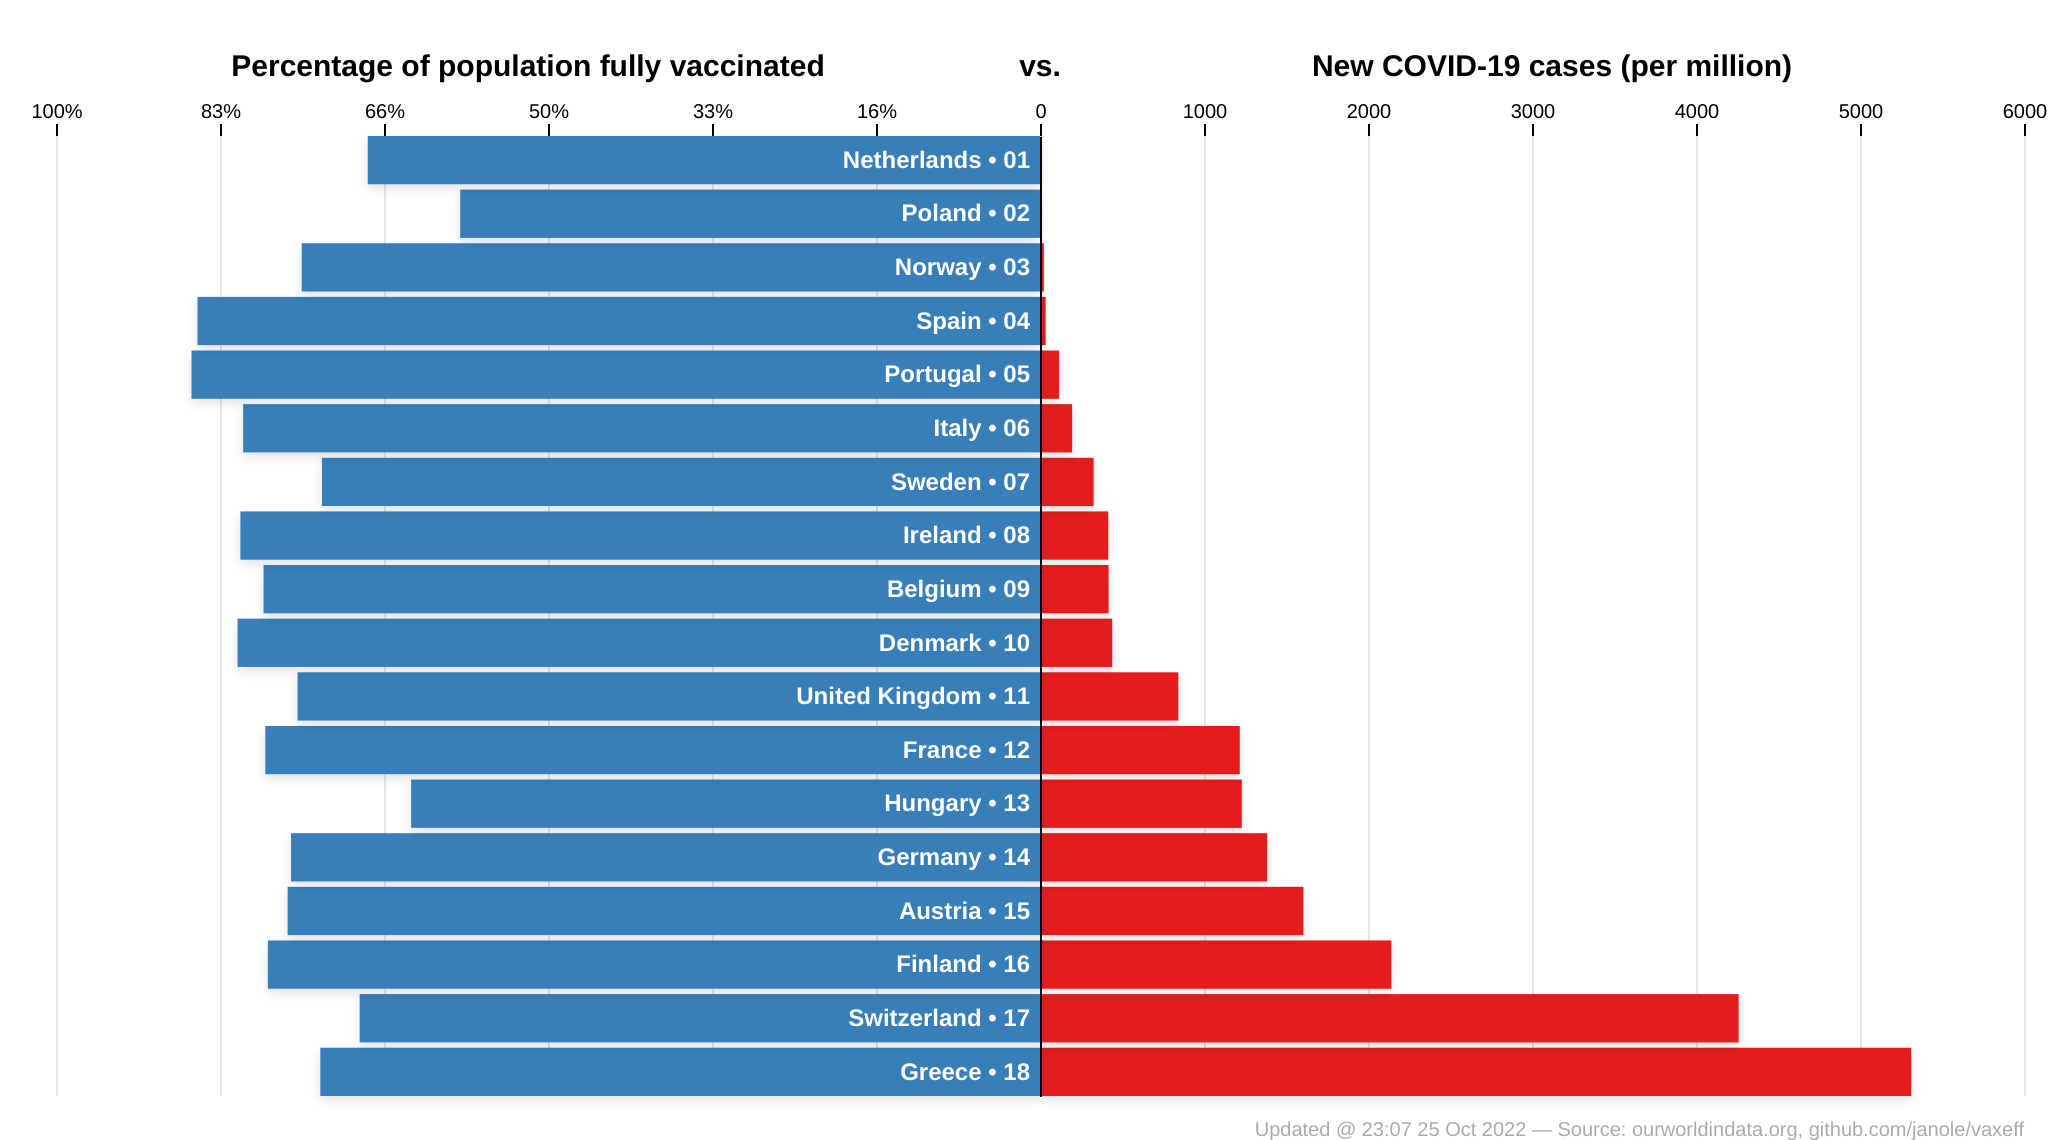 Percentage of population fully vaccinated vs. New COVID-19 cases (per million)
100% 83% 66% 50% 33% 16% 0 1000 2000 3000 4000 5000 6000
Netherlands • 01
Poland • 02
Norway • 03
Spain • 04
Portugal • 05
Italy • 06
Sweden • 07
Ireland • 08
Belgium • 09
Denmark • 10
United Kingdom • 11
France • 12
Hungary • 13
Germany • 14
Austria • 15
Finland • 16
Switzerland • 17
Greece • 18
Updated @ 23:07 25 Oct 2022 — Source: ourworldindata.org, github.com/janole/vaxeff